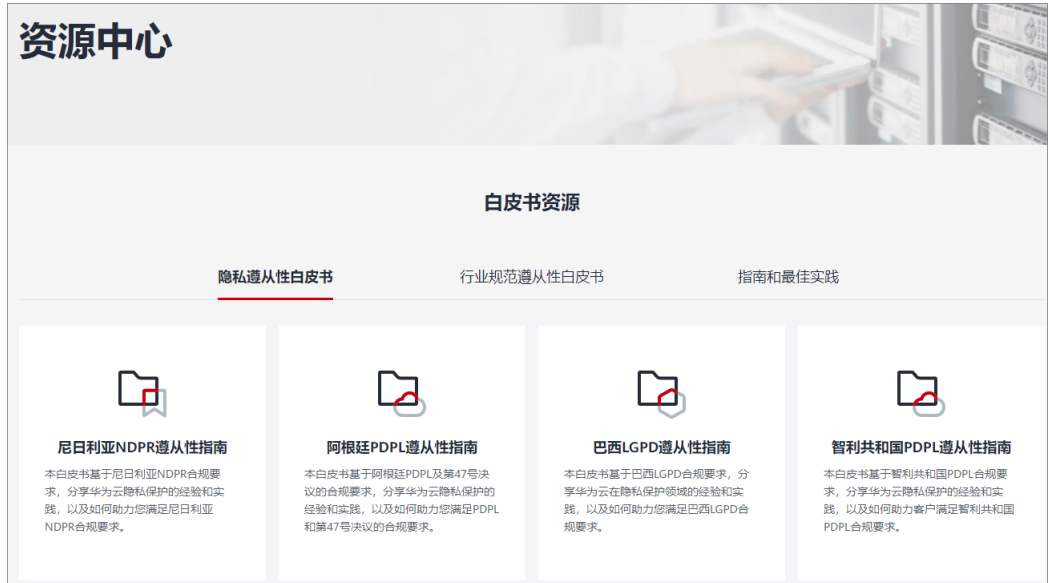 资源中心
白皮书资源
隐私遵从性白皮书
行业规范遵从性白皮书
指南和最佳实践
尼日利亚NDPR遵从性指南
本白皮书基于尼日利亚NDPR合规要
求，分享华为云隐私保护的经验和实
践，以及如何助力您满足尼日利亚
NDPR合规要求。
阿根廷PDPL遵从性指南
本白皮书基于阿根廷PDPL及第47号决
议的合规要求，分享华为云隐私保护的
经验和实践，以及如何助力您满足PDPL
和第47号决议的合规要求。
巴西LGPD遵从性指南
本白皮书基于巴西LGPD合规要求，分
享华为云在隐私保护领域的经验和实
践，以及如何助力您满足巴西LGPD合
规要求。
智利共和国PDPL遵从性指南
本白皮书基于智利共和国PDPL合规要
求，分享华为云隐私保护的经验和实
践，以及如何助力客户满足智利共和国
PDPL合规要求。